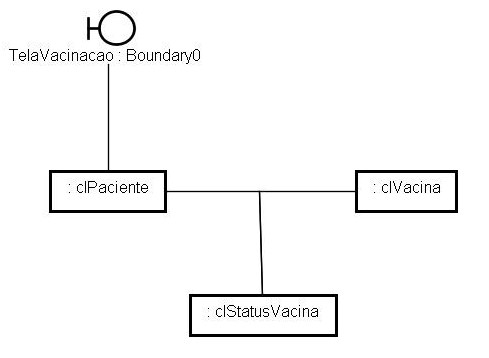 TelaVacinacao : Boundary0
: clPaciente
: clVacina
: clStatusVacina